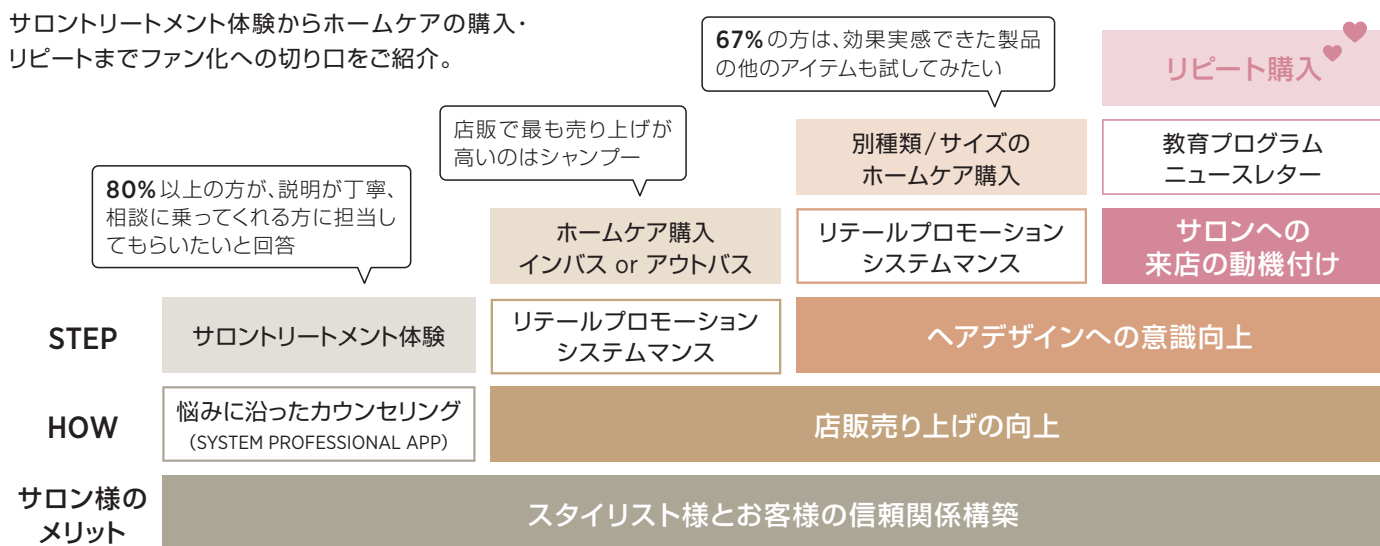 サロントリートメント体験からホームケアの購入・
リピートまでファン化への切り口をご紹介。
67%の方は、効果実感できた製品
の他のアイテムも試してみたい
リピート購入
店販で最も売り上げが
高いのはシャンプー
別種類/サイズの
ホームケア購入
教育プログラム
ニュースレター
80%以上の方が、説明が丁寧、
相談に乗ってくれる方に担当し
てもらいたいと回答
ホームケア購入
インバス or アウトバス
リテールプロモーション
システムマンス
サロンへの
来店の動機付け
STEP
サロントリートメント体験
リテールプロモーション
システムマンス
ヘアデザインへの意識向上
HOW
悩みに沿ったカウンセリング
(SYSTEM PROFESSIONAL APP)
店販売り上げの向上
サロン様の
メリット
スタイリスト様とお客様の信頼関係構築